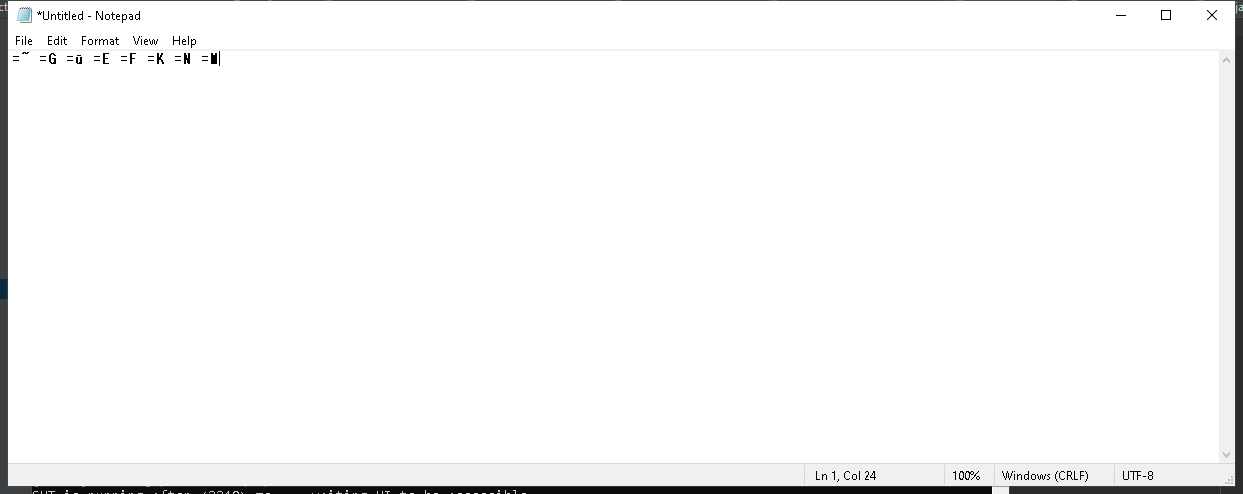 *Untitled - Notepad
File Edit Format View Help
=~ =G =ū =E =F =K =N =M
Ln 1, Col 24 100% Windows (CRLF) UTF-8